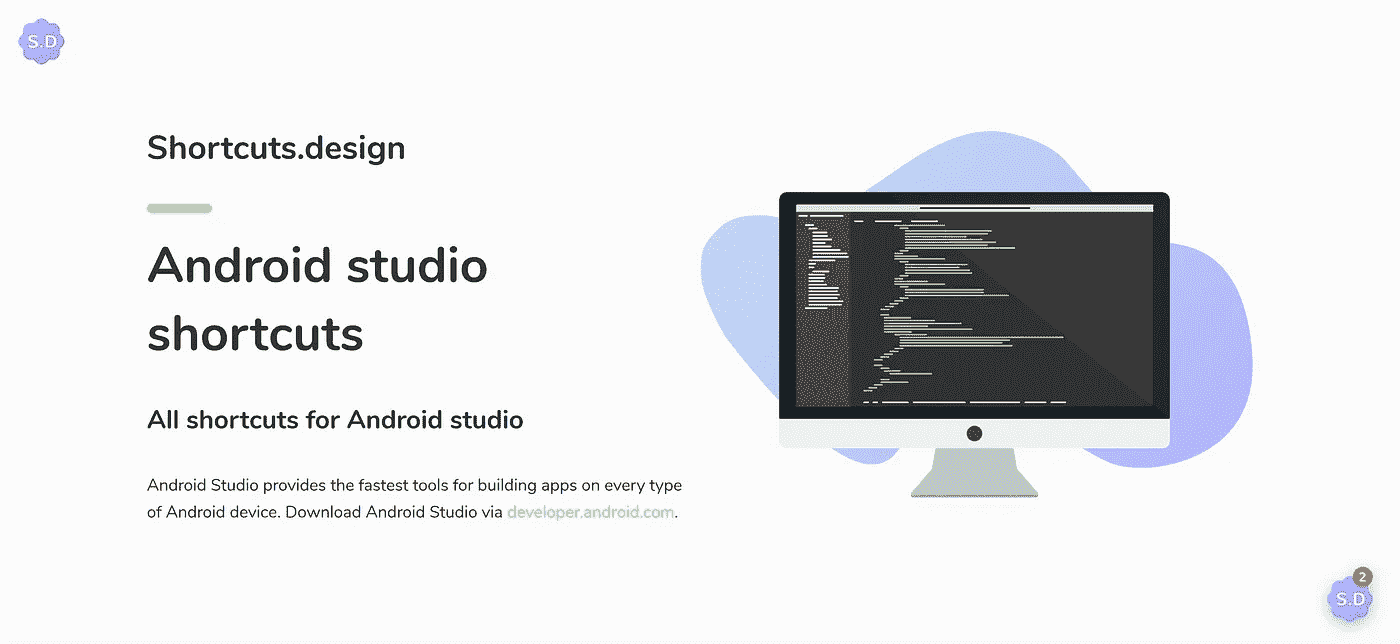 S.D
Shortcuts.design
Android studio
shortcuts
All shortcuts for Android studio
Android Studio provides the fastest tools for building apps on every type
of Android device. Download Android Studio via developer.android.com.
2
S.D